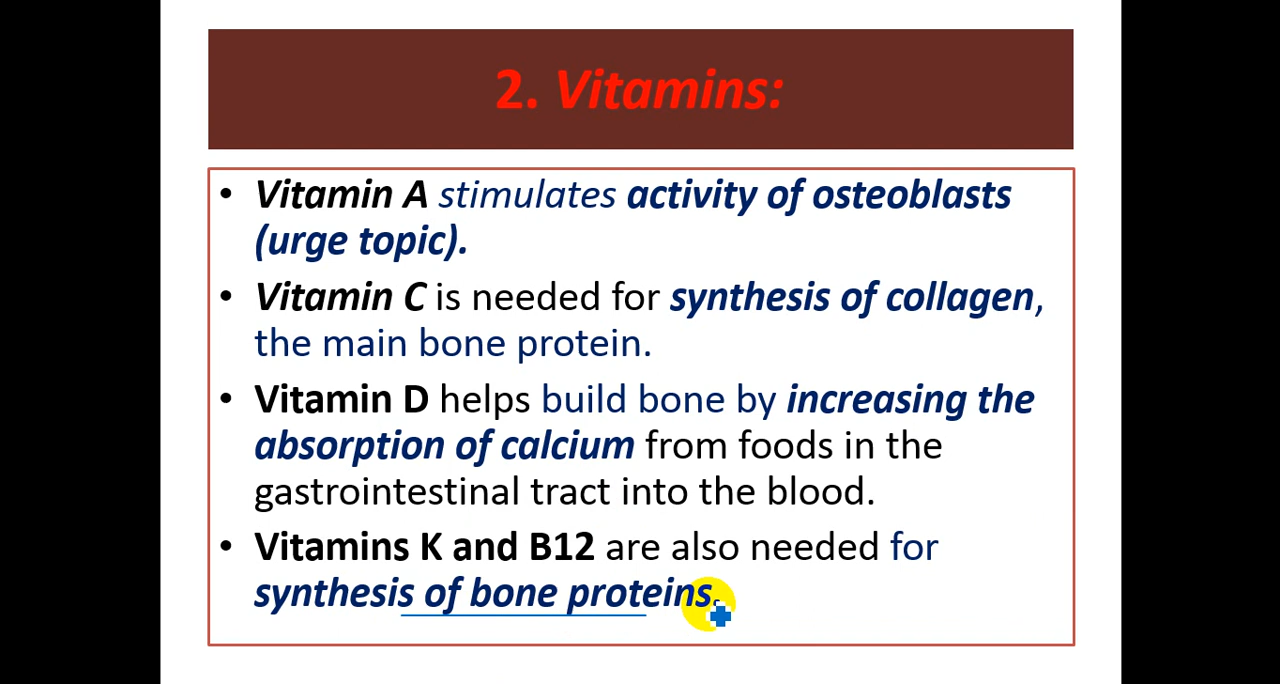 2. Vitamins:
• Vitamin A stimulates activity of osteoblasts
(urge topic).
• Vitamin C is needed for synthesis of collagen,
the main bone protein.
• Vitamin D helps build bone by increasing the
absorption of calcium from foods in the
gastrointestinal tract into the blood.
• Vitamins K and B12 are also needed for
synthesis of bone proteins.